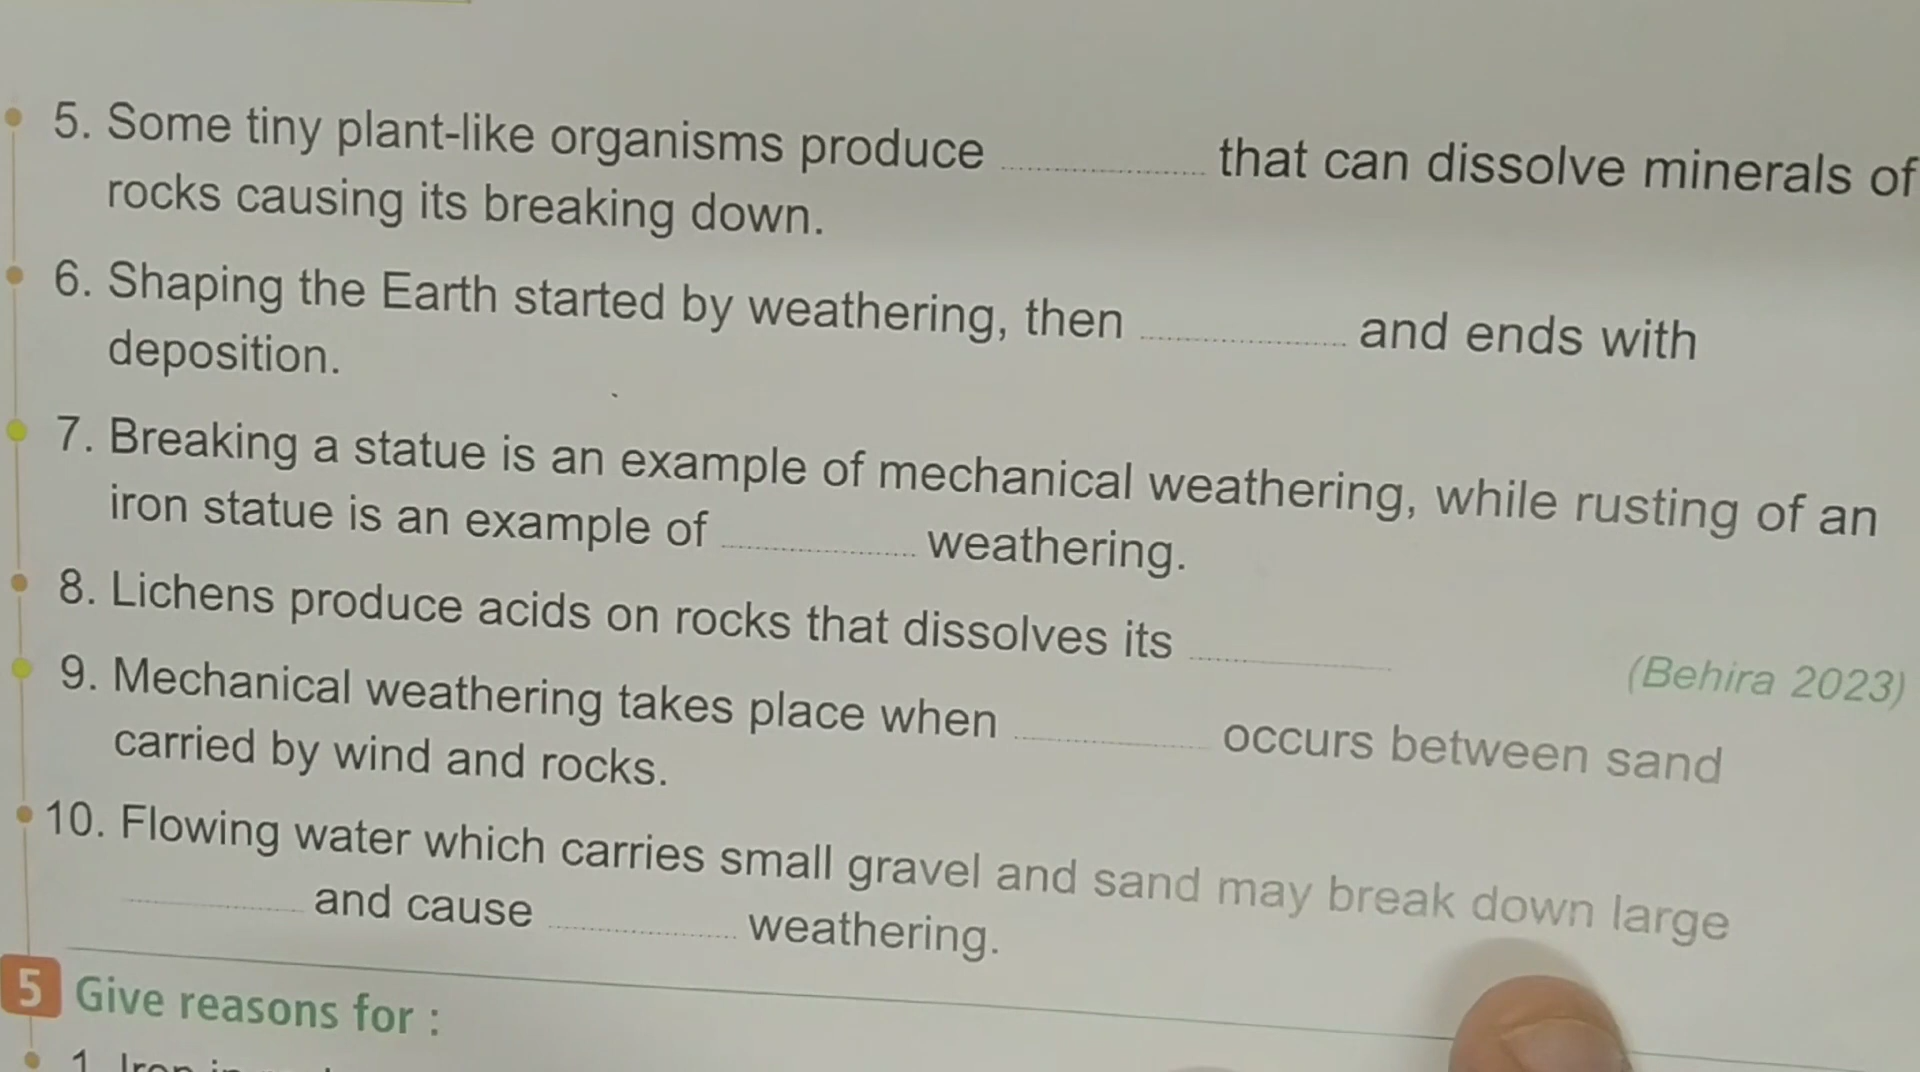 5. Some tiny plant-like organisms produce ............ that can dissolve minerals of
rocks causing its breaking down.
6. Shaping the Earth started by weathering, then ............ and ends with
deposition.
7. Breaking a statue is an example of mechanical weathering, while rusting of an
iron statue is an example of ............ weathering.
8. Lichens produce acids on rocks that dissolves its ............
(Behira 2023)
9. Mechanical weathering takes place when ............ occurs between sand
carried by wind and rocks.
10. Flowing water which carries small gravel and sand may break down large
............ and cause ............ weathering.
5 Give reasons for :
1. Iron